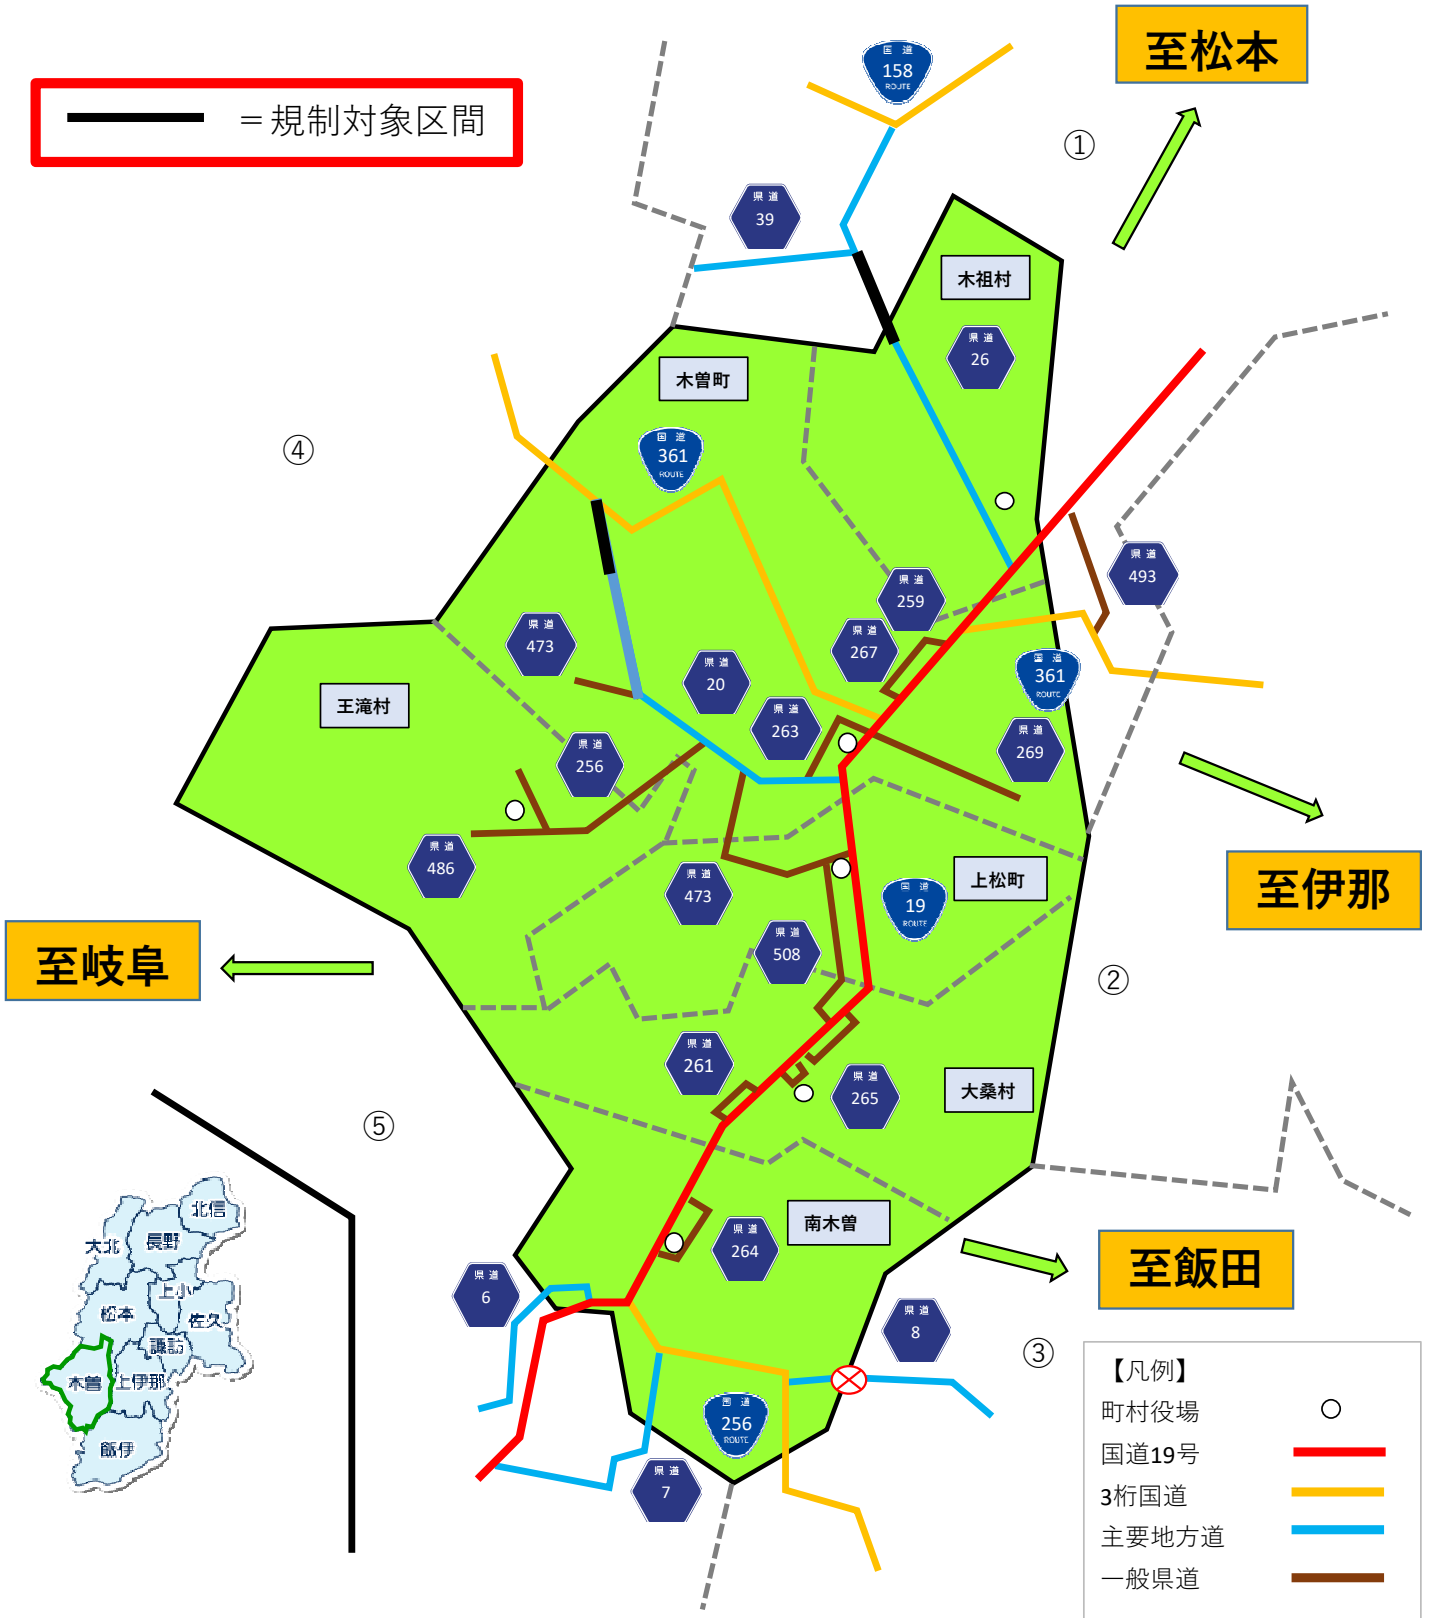 至松本
国道
158
ROUTE
＝規制対象区間
①
県道
39
木祖村
県道
26
木曽町
国道
361
ROUTE
④
県道
493
県道
259
県道
267
県道
473
県道
20
国道
361
ROUTE
王滝村
県道
263
県道
269
県道
256
県道
486
上松町
至伊那
県道
473
国道
19
ROUTE
県道
508
至岐阜
②
県道
261
県道
265
大桑村
⑤
南木曽
県道
264
至飯田
北信
大北
長野
上小
松本
佐久
諏訪
木曽
上伊那
飯伊
県道
6
県道
8
③
国道
256
ROUTE
県道
7
【凡例】
町村役場
国道19号
3桁国道
主要地方道
一般県道